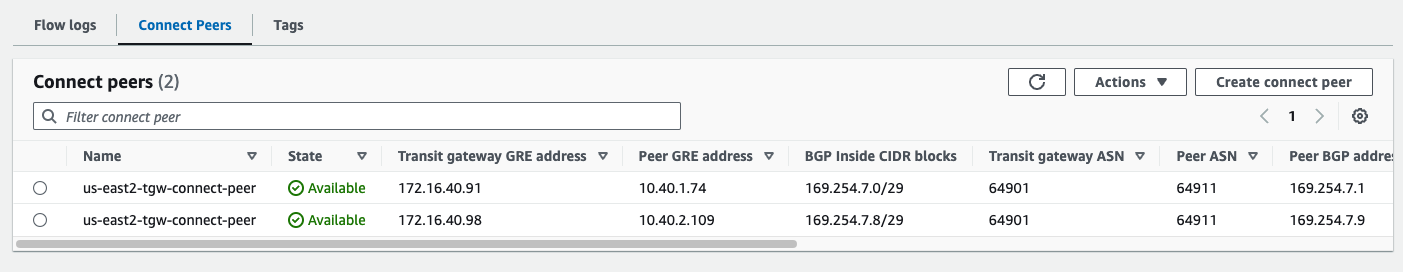 Flow logs
Connect Peers
Tags
Connect peers (2)
Actions
Create connect peer
Filter connect peer
1
Name State Transit gateway GRE address Peer GRE address BGP Inside CIDR blocks Transit gateway ASN Peer ASN Peer BGP addre
us-east2-tgw-connect-peer Available 172.16.40.91 10.40.1.74 169.254.7.0/29 64901 64911 169.254.7.1
us-east2-tgw-connect-peer Available 172.16.40.98 10.40.2.109 169.254.7.8/29 64901 64911 169.254.7.9